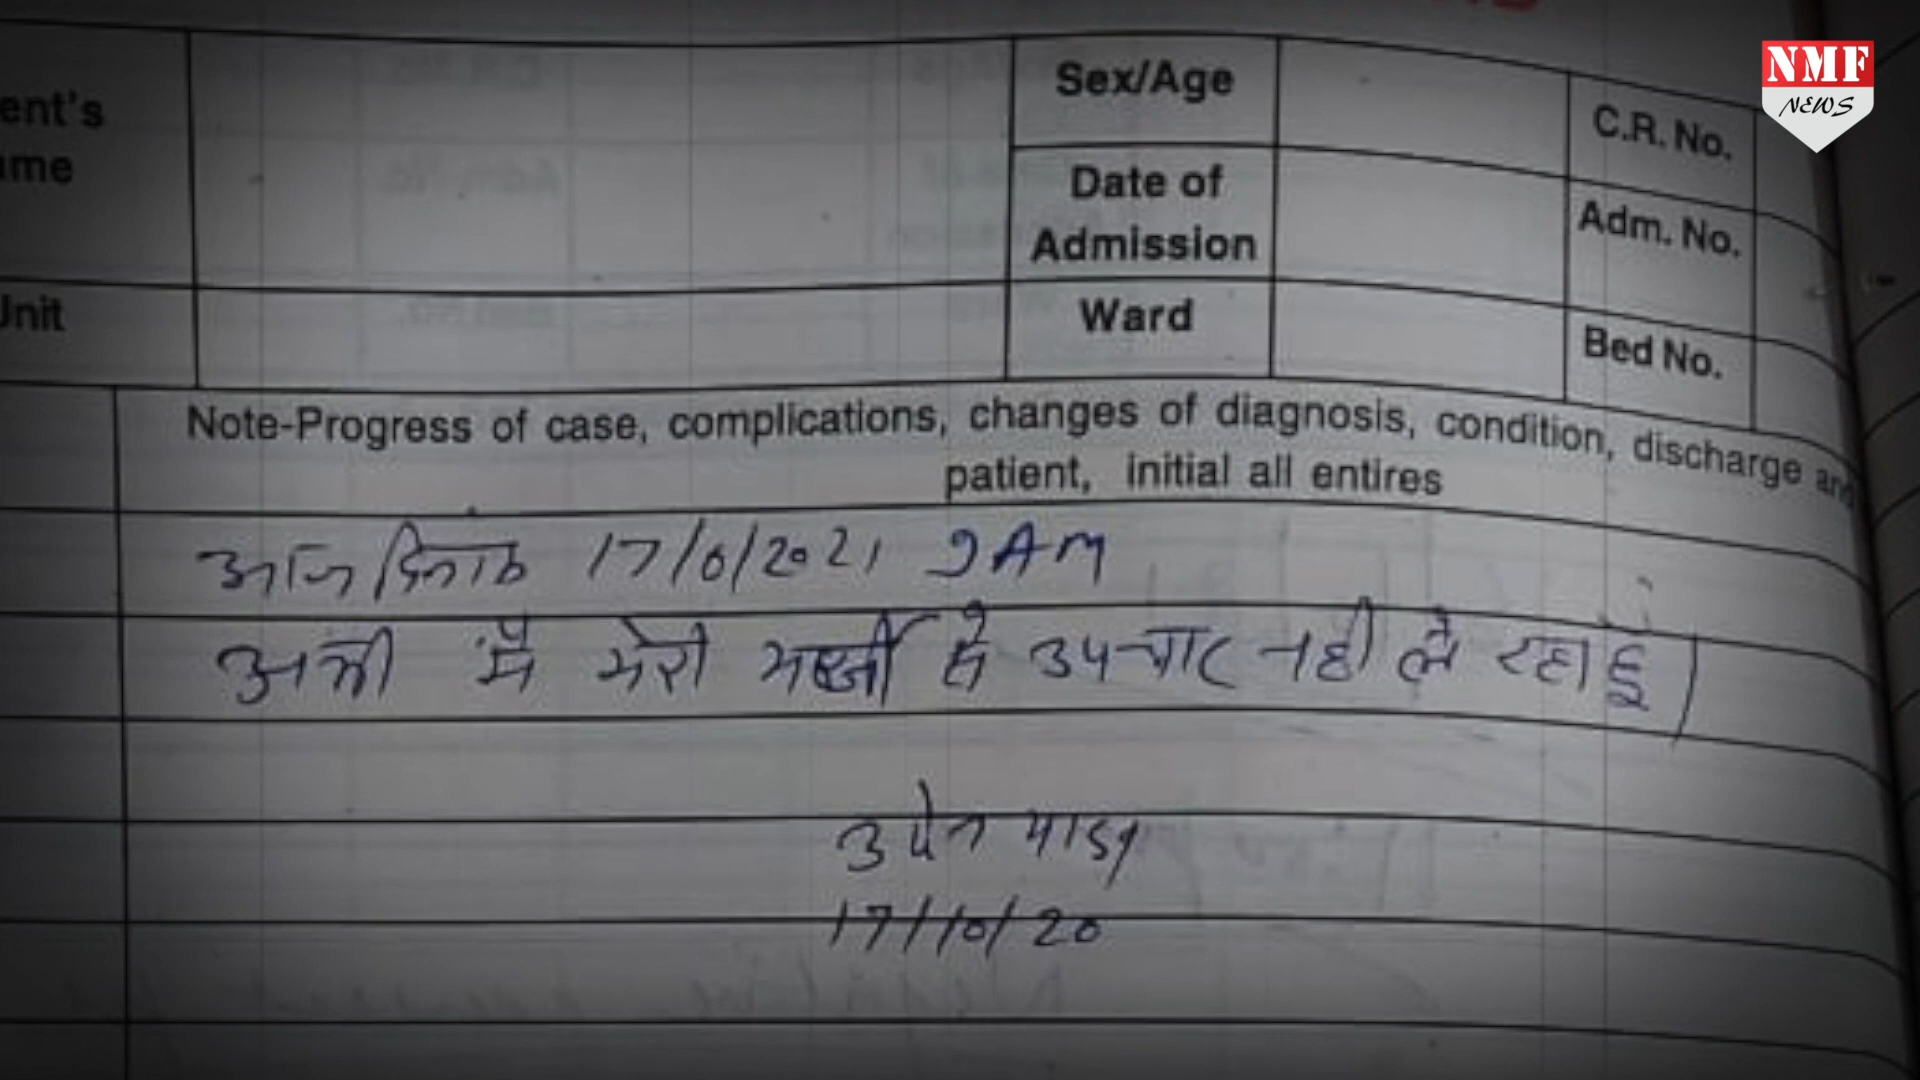 NMF
NEWS
ent's
ame
Sex/Age
C.R. No.
Date of
Admission
Adm. No.
Unit
Ward
Bed No.
Note-Progress of case, complications, changes of diagnosis, condition, discharge and
patient, initial all entires
आज दिनांक 17/10/2021 9 AM
अभी मैं मेरी मर्जी से उपचार नही ले रहा हुं।
17/10/20